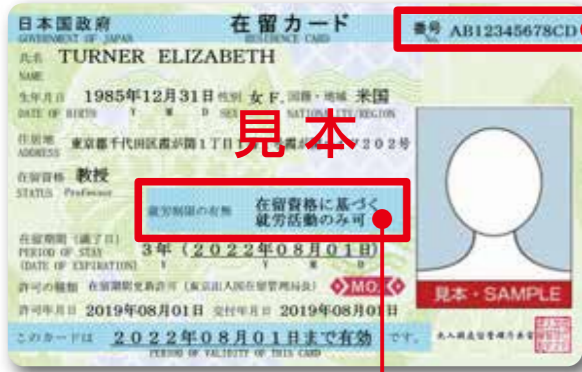 日本国政府 在留カード 番号 AB12345678CD
GOVERNMENT OF JAPAN RESIDENCE CARD No.
氏名 TURNER ELIZABETH
NAME
生年月日 1985年12月31日 性別 女 F. 国籍・地域 米国
DATE OF BIRTH Y M D SEX NATIONALITY/REGION
見本
住居地 東京都千代田区霞が関1丁目 202号
ADDRESS
在留資格 教授
STATUS Professor
就労制限の有無 在留資格に基づく
就労活動のみ可
在留期間(満了日) 3年(2022年08月01日)
PERIOD OF STAY
(DATE OF EXPIRATION) Y Y M D
許可の種類 在留期間更新許可(東京出入国在留管理局長) MOJ
見本・SAMPLE
許可年月日 2019年08月01日 交付年月日 2019年08月01日
このカードは 2022年08月01日まで有効 です。
PERIOD OF VALIDITY OF THIS CARD